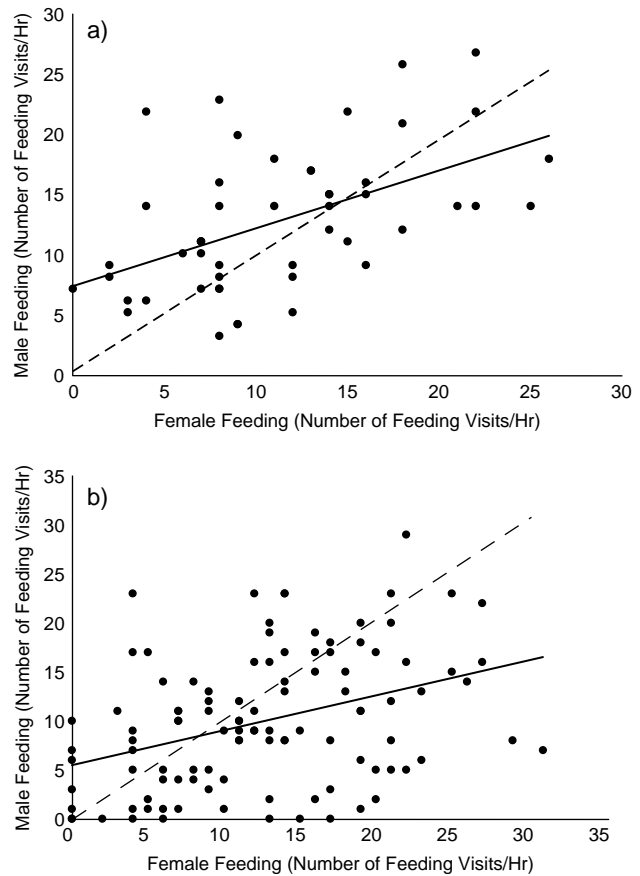 a)
30
25
20
15
10
5
0
Male Feeding (Number of Feeding Visits/Hr)
0 5 10 15 20 25 30
Female Feeding (Number of Feeding Visits/Hr)
b)
35
30
25
20
15
10
5
0
Male Feeding (Number of Feeding Visits/Hr)
0 5 10 15 20 25 30 35
Female Feeding (Number of Feeding Visits/Hr)